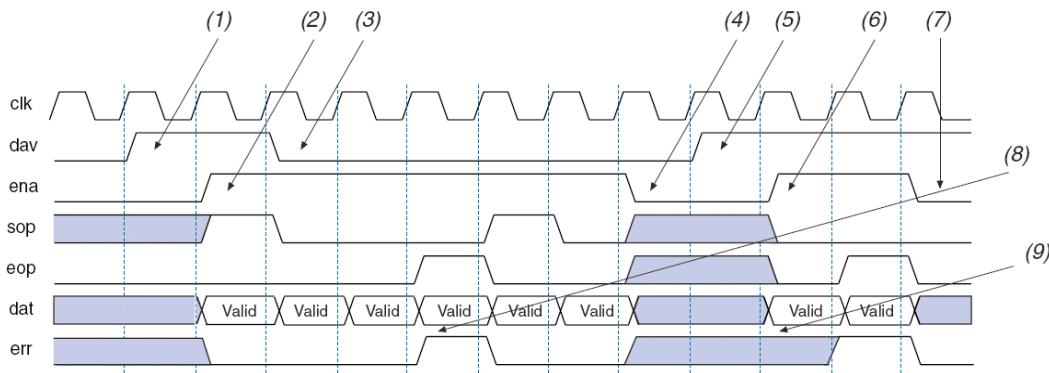 (1) (2) (3) (4) (5) (6) (7)
clk
dav
(8)
ena
sop
eop
(9)
dat Valid Valid Valid Valid Valid Valid Valid Valid
err